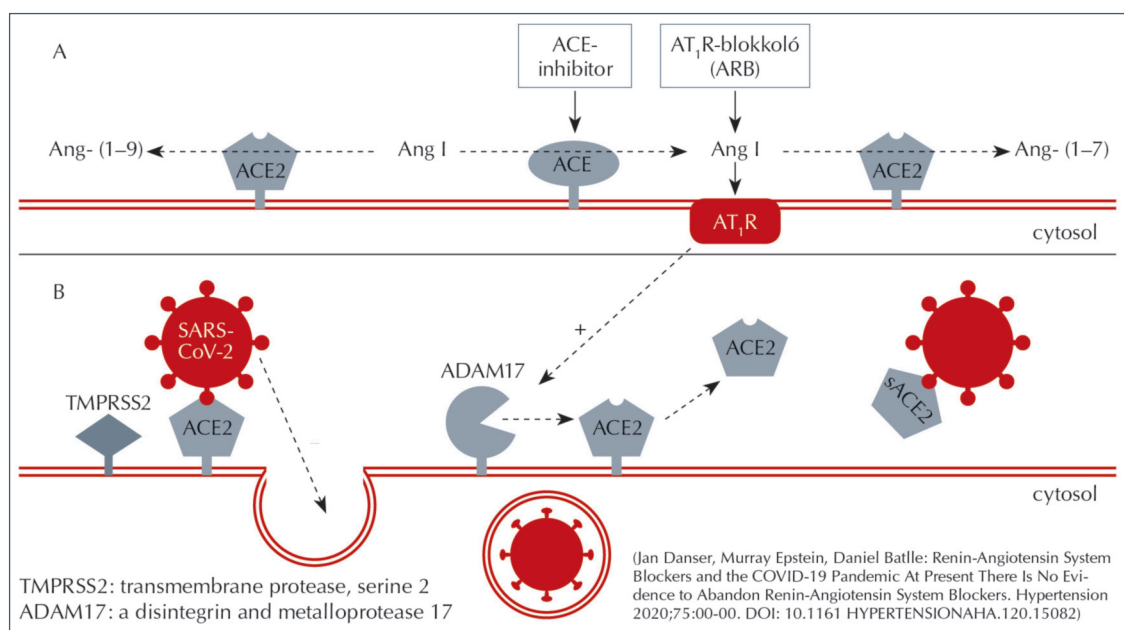 A
ACE-
inhibitor
AT₁R-blokkoló
(ARB)
Ang- (1–9)
ACE2
Ang I
ACE
Ang I
ACE2
Ang- (1–7)
AT₁R
cytosol
B
SARS-
CoV-2
TMPRSS2
ACE2
ADAM17
+
ACE2
ACE2
sACE2
cytosol
TMPRSS2: transmembrane protease, serine 2
ADAM17: a disintegrin and metalloprotease 17
(Jan Danser, Murray Epstein, Daniel Batlle: Renin-Angiotensin System
Blockers and the COVID-19 Pandemic At Present There Is No Evi-
dence to Abandon Renin-Angiotensin System Blockers. Hypertension
2020;75:00-00. DOI: 10.1161 HYPERTENSIONAHA.120.15082)